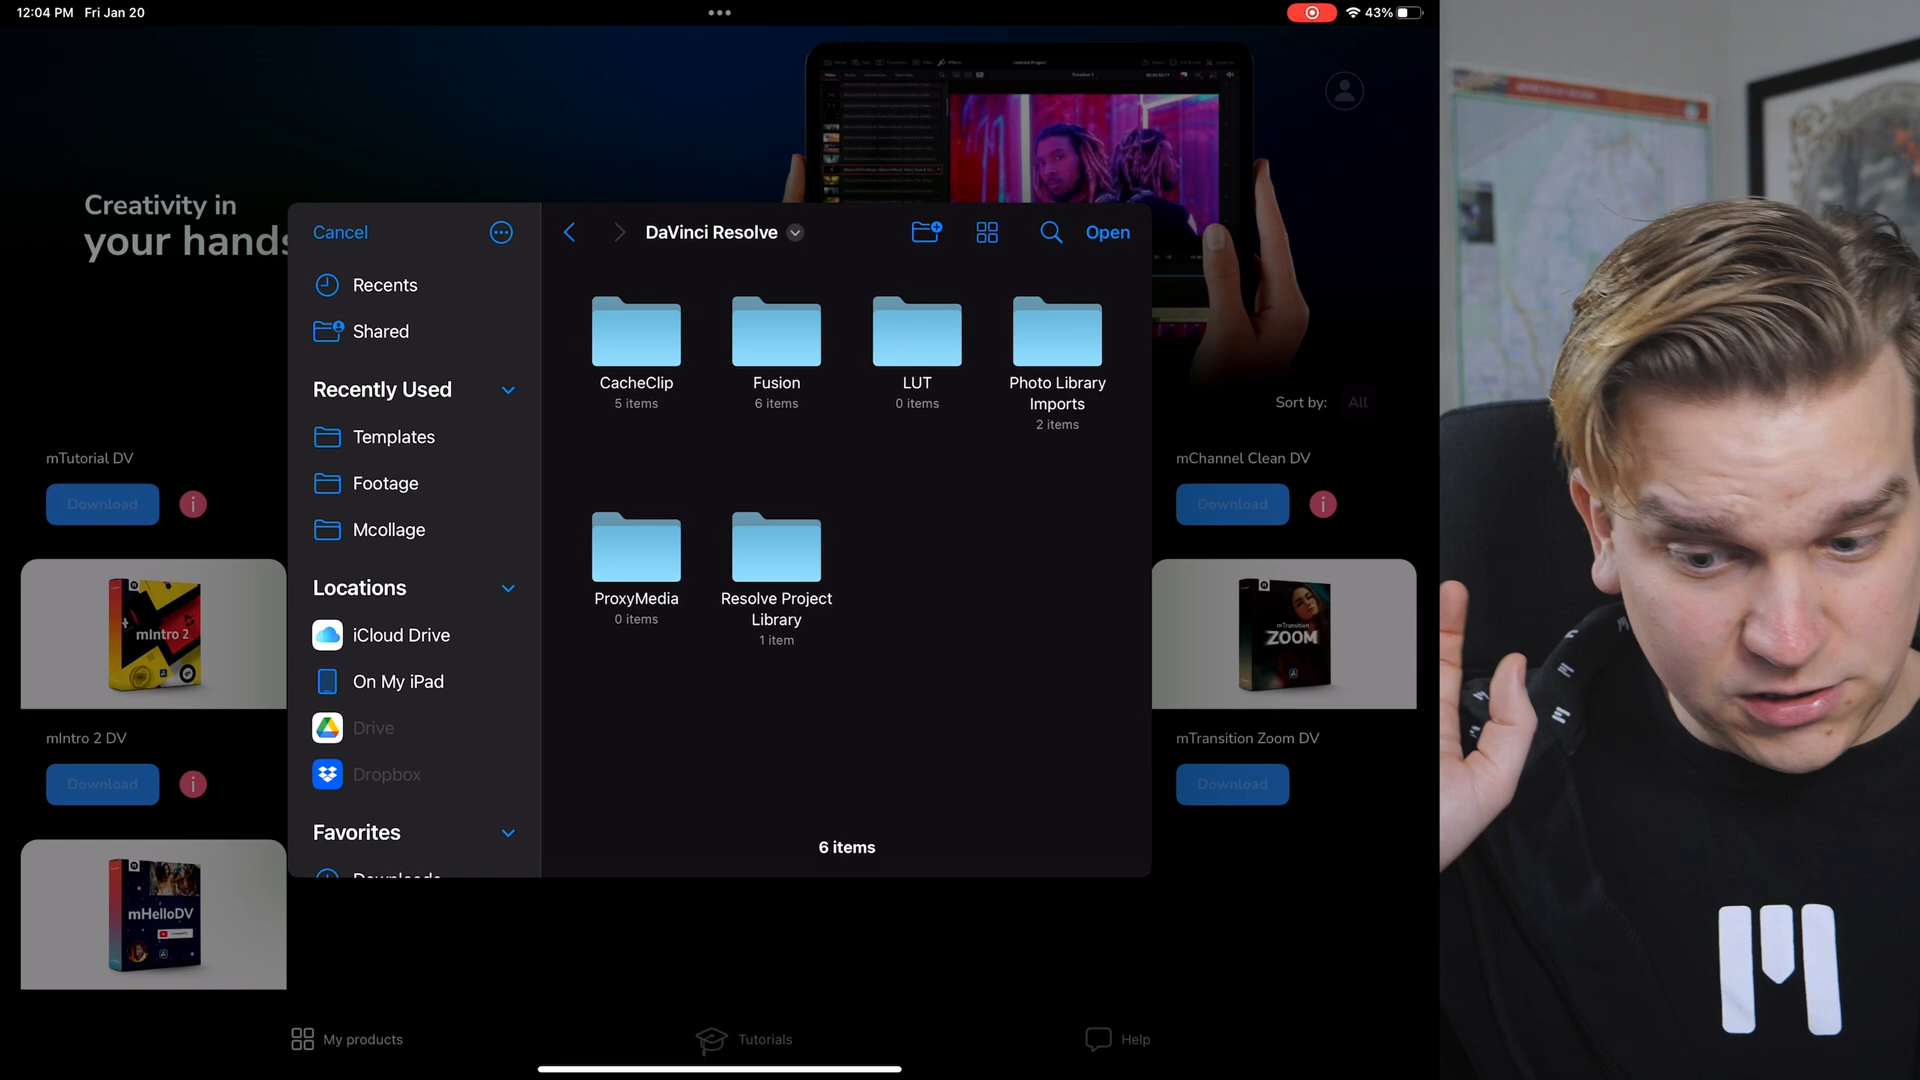 12:04 PM Fri Jan 20
43%
Creativity in
your hands
Cancel
DaVinci Resolve
Open
Recents
Shared
Recently Used
Templates
Footage
Mcollage
Locations
iCloud Drive
On My iPad
Drive
Dropbox
Favorites
Downloads
CacheClip
5 items
Fusion
6 items
LUT
0 items
Photo Library
Imports
2 items
ProxyMedia
0 items
Resolve Project
Library
1 item
6 items
Sort by: All
mTutorial DV
Download
mIntro 2
mIntro 2 DV
Download
mHelloDV
mChannel Clean DV
Download
mTransition
ZOOM
mTransition Zoom DV
Download
My products
Tutorials
Help